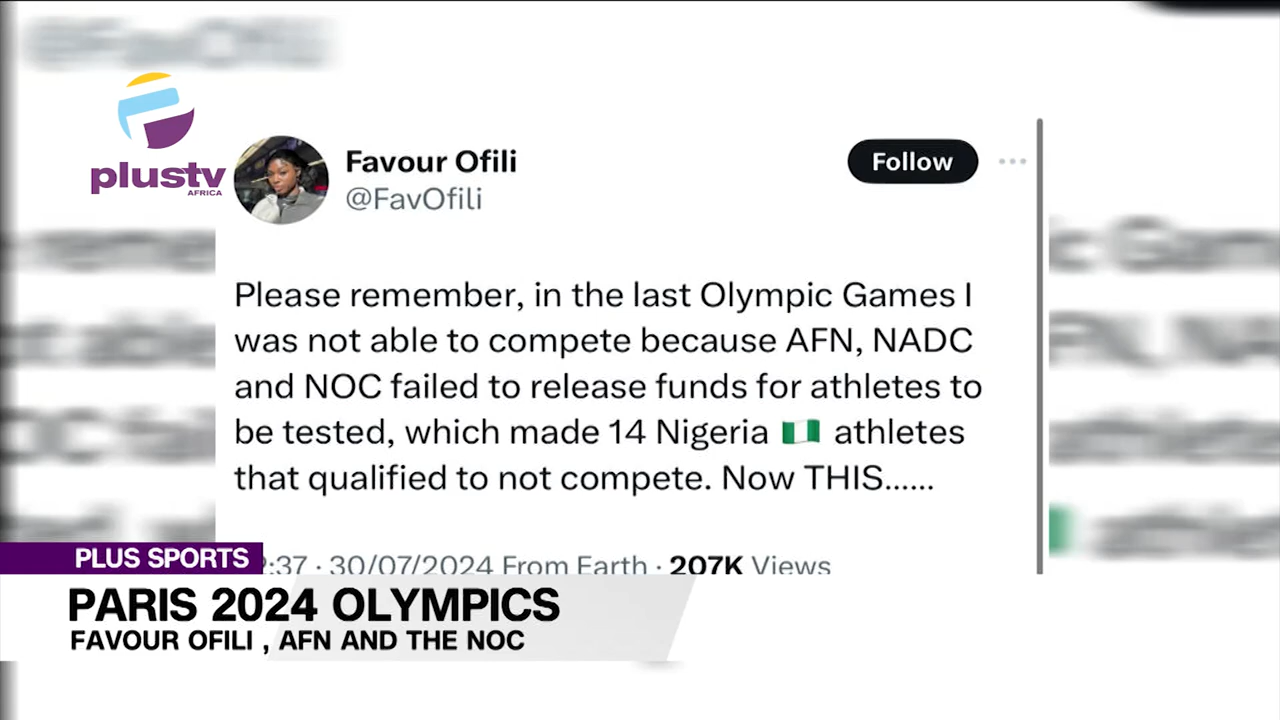 plustv
AFRICA
Favour Ofili
@FavOfili
Follow
Please remember, in the last Olympic Games I
was not able to compete because AFN, NADC
and NOC failed to release funds for athletes to
be tested, which made 14 Nigeria 🇳🇬 athletes
that qualified to not compete. Now THIS......
:37 · 30/07/2024 From Earth · 207K Views
PLUS SPORTS
PARIS 2024 OLYMPICS
FAVOUR OFILI , AFN AND THE NOC